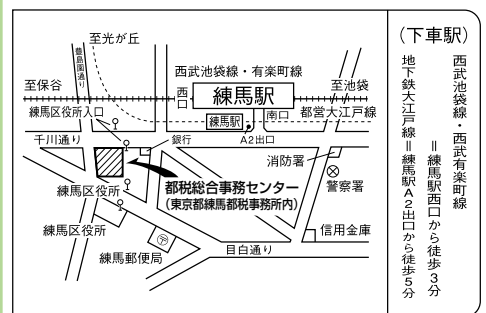 至光が丘
豊島園通り
至保谷
西武池袋線・有楽町線
至池袋
西口
練馬駅
南口
都営大江戸線
練馬駅
練馬区役所入口
千川通り
銀行
A2出口
消防署
警察署
練馬区役所
都税総合事務センター
(東京都練馬都税事務所内)
練馬区役所
練馬郵便局
目白通り
信用金庫
(下車駅)
西武池袋線・西武有楽町線
=練馬駅西口から徒歩3分
地下鉄大江戸線=練馬駅A2出口から徒歩5分